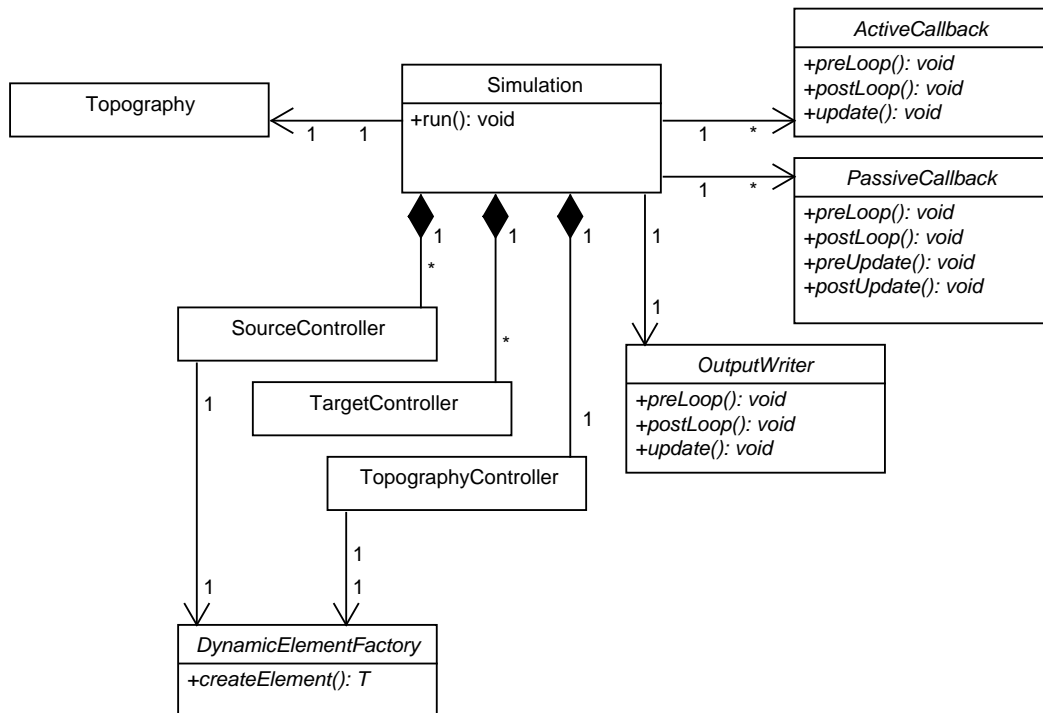 ActiveCallback
+preLoop(): void
+postLoop(): void
+update(): void
Simulation
+run(): void
Topography
1
1
1
*
PassiveCallback
+preLoop(): void
+postLoop(): void
+preUpdate(): void
+postUpdate(): void
1
*
1
1
1
1
*
SourceController
1
*
OutputWriter
+preLoop(): void
+postLoop(): void
+update(): void
TargetController
1
1
TopographyController
1
1
1
DynamicElementFactory
+createElement(): T